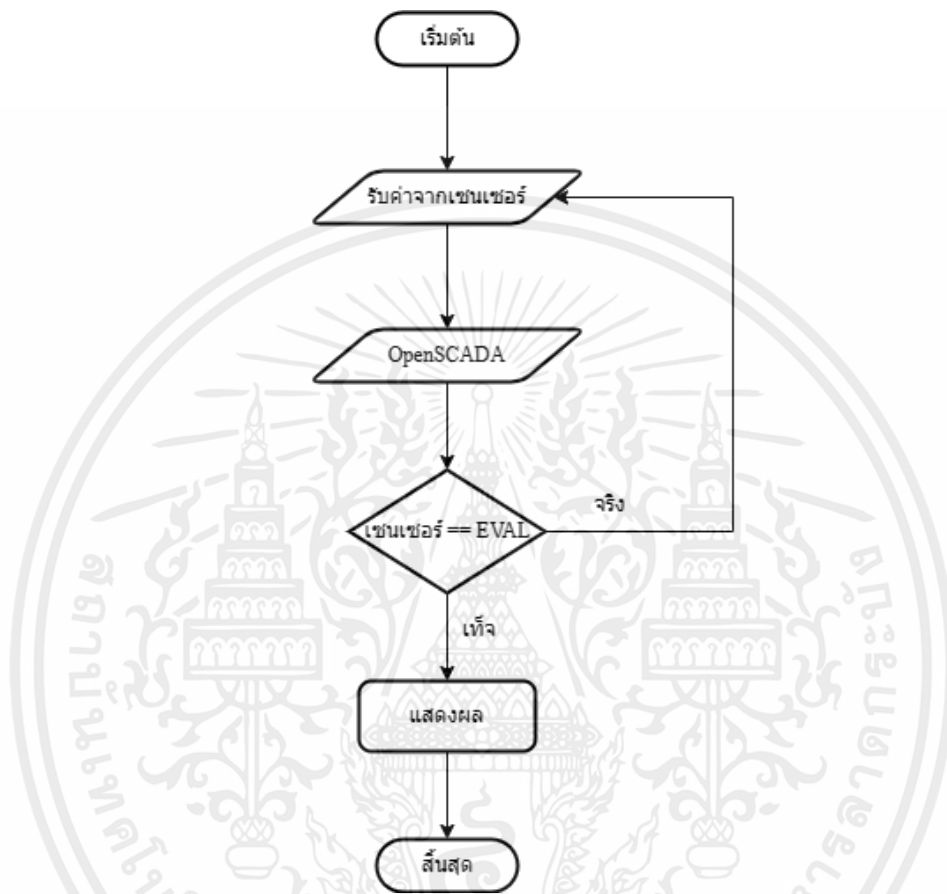 เริ่มต้น
รับค่าจากเซนเซอร์
OpenSCADA
เซนเซอร์ == EVAL
จริง
เท็จ
แสดงผล
สิ้นสุด